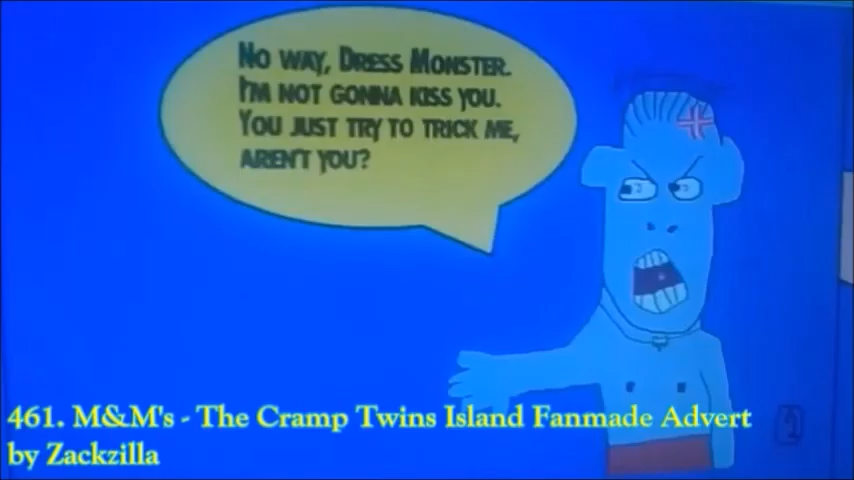 NO WAY, DRESS MONSTER.
I'M NOT GONNA KISS YOU.
YOU JUST TRY TO TRICK ME,
AREN'T YOU?
461. M&M's - The Cramp Twins Island Fanmade Advert
by Zackzilla